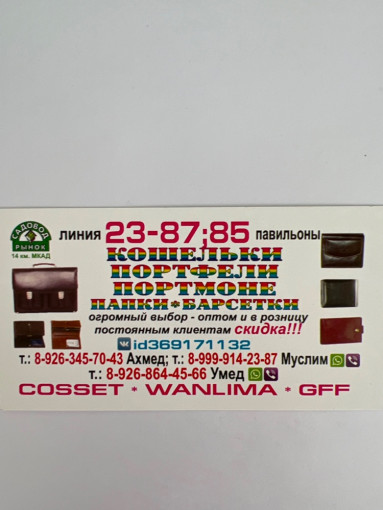 САДОВОД
РЫНОК
14 км. МКАД
линия 23-87;85 павильоны
КОШЕЛЬКИ
ПОРТФЕЛИ
ПОРТМОНЕ
ПАПКИ*БАРСЕТКИ
огромный выбор - оптом и в розницу
постоянным клиентам скидка!!!
id369171132
т.: 8-926-345-70-43 Ахмед; т.: 8-999-914-23-87 Муслим
т.: 8-926-864-45-66 Умед
COSSET * WANLIMA * GFF